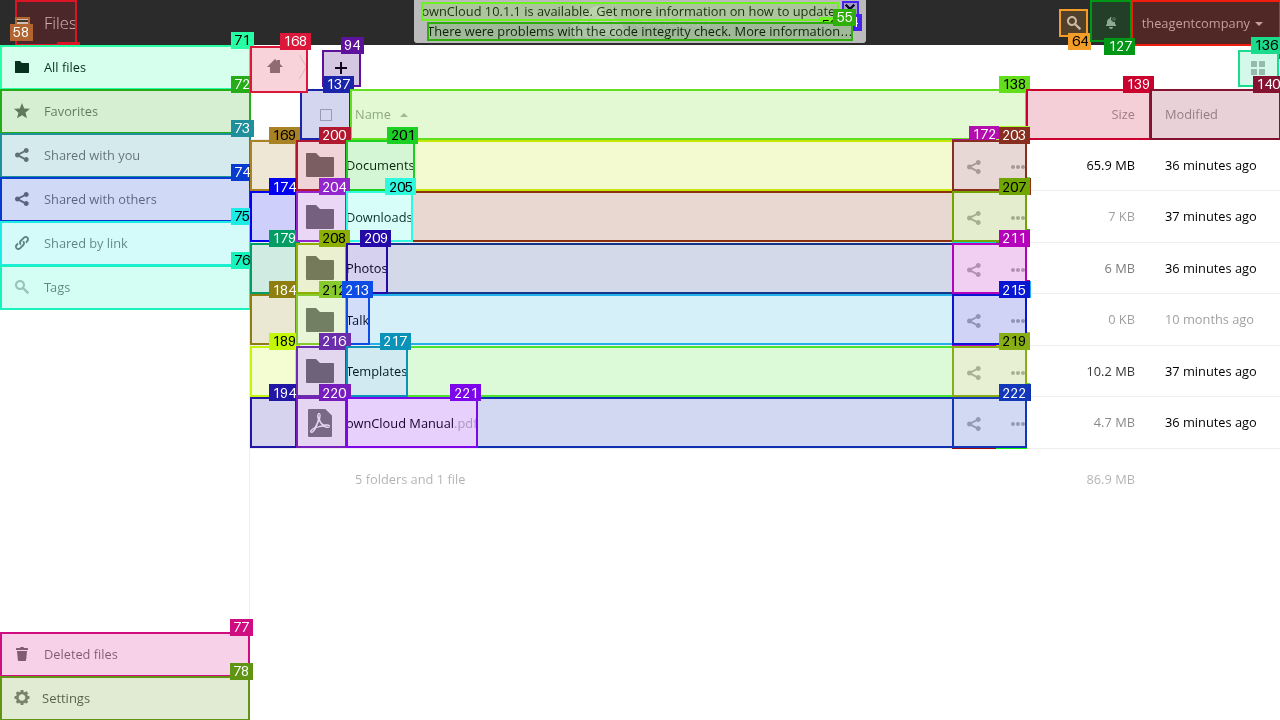 ownCloud 10.1.1 is available. Get more information on how to update
There were problems with the code integrity check. More information...
55
58
Files
64
127
theagentcompany
71
All files
168
94
+
136
72
137
138
139
140
Favorites
Name
Size
Modified
73
169
200
201
172
203
Shared with you
Documents
65.9 MB
36 minutes ago
74
174
204
205
207
Shared with others
Downloads
7 KB
37 minutes ago
75
179
208
209
211
Shared by link
Photos
6 MB
36 minutes ago
76
184
212
213
215
Tags
Talk
0 KB
10 months ago
189
216
217
219
Templates
10.2 MB
37 minutes ago
194
220
221
222
ownCloud Manual.pdf
4.7 MB
36 minutes ago
5 folders and 1 file
86.9 MB
77
Deleted files
78
Settings